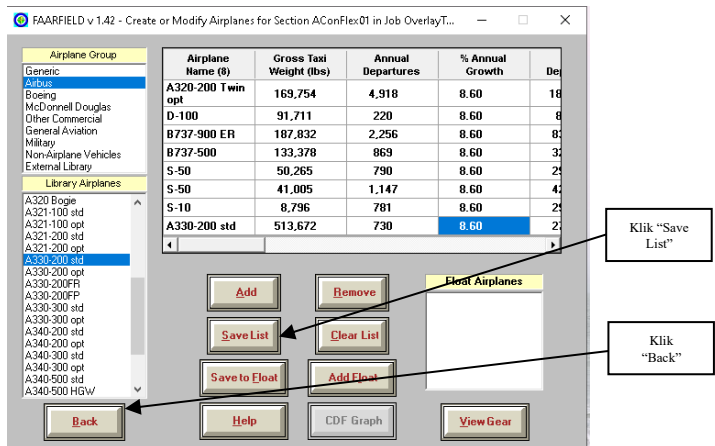 FAARFIELD v 1.42 - Create or Modify Airplanes for Section AConFlex01 in Job OverlayT...
Airplane Group
Generic
Airbus
Boeing
McDonnell Douglas
Other Commercial
General Aviation
Military
Non-Airplane Vehicles
External Library
Library Airplanes
A320 Bogie
A321-100 std
A321-100 opt
A321-200 std
A321-200 opt
A330-200 std
A330-200 opt
A330-200FR
A330-200FP
A330-300 std
A330-300 opt
A340-200 std
A340-200 opt
A340-300 std
A340-300 opt
A340-500 std
A340-500 HGW
Airplane Name (8) Gross Taxi Weight (lbs) Annual Departures % Annual Growth Dep
A320-200 Twin opt 169,754 4,918 8.60 18
D-100 91,711 220 8.60 8
B737-900 ER 187,832 2,256 8.60 83
B737-500 133,378 869 8.60 32
S-50 50,265 790 8.60 29
S-50 41,005 1,147 8.60 42
S-10 8,796 781 8.60 29
A330-200 std 513,672 730 8.60 27
Add
Remove
Float Airplanes
Save List
Clear List
Save to Float
Add Float
Back
Help
CDF Graph
View Gear
Klik “Save
List”
Klik
“Back”